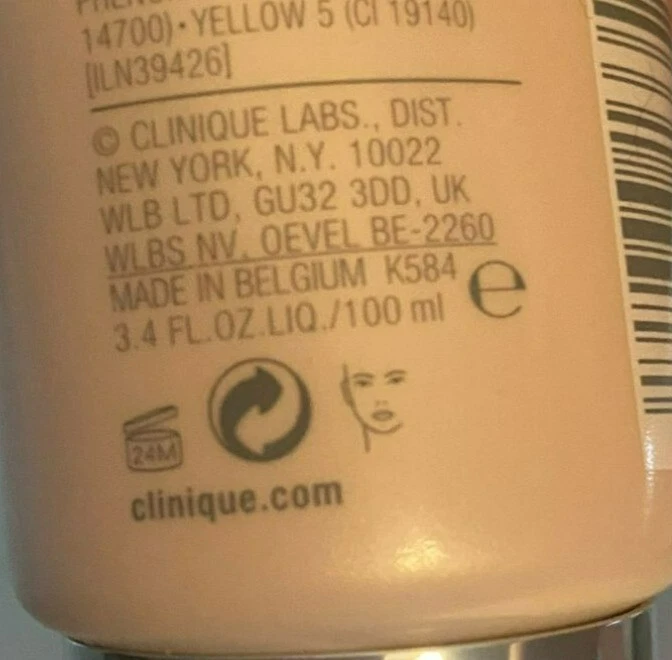 14700) • YELLOW 5 (CI 19140)
[ILN39426]
© CLINIQUE LABS., DIST.
NEW YORK, N.Y. 10022
WLB LTD, GU32 3DD, UK
WLBS NV, OEVEL BE-2260
MADE IN BELGIUM K584
3.4 FL.OZ.LIQ./100 ml e
24M
clinique.com